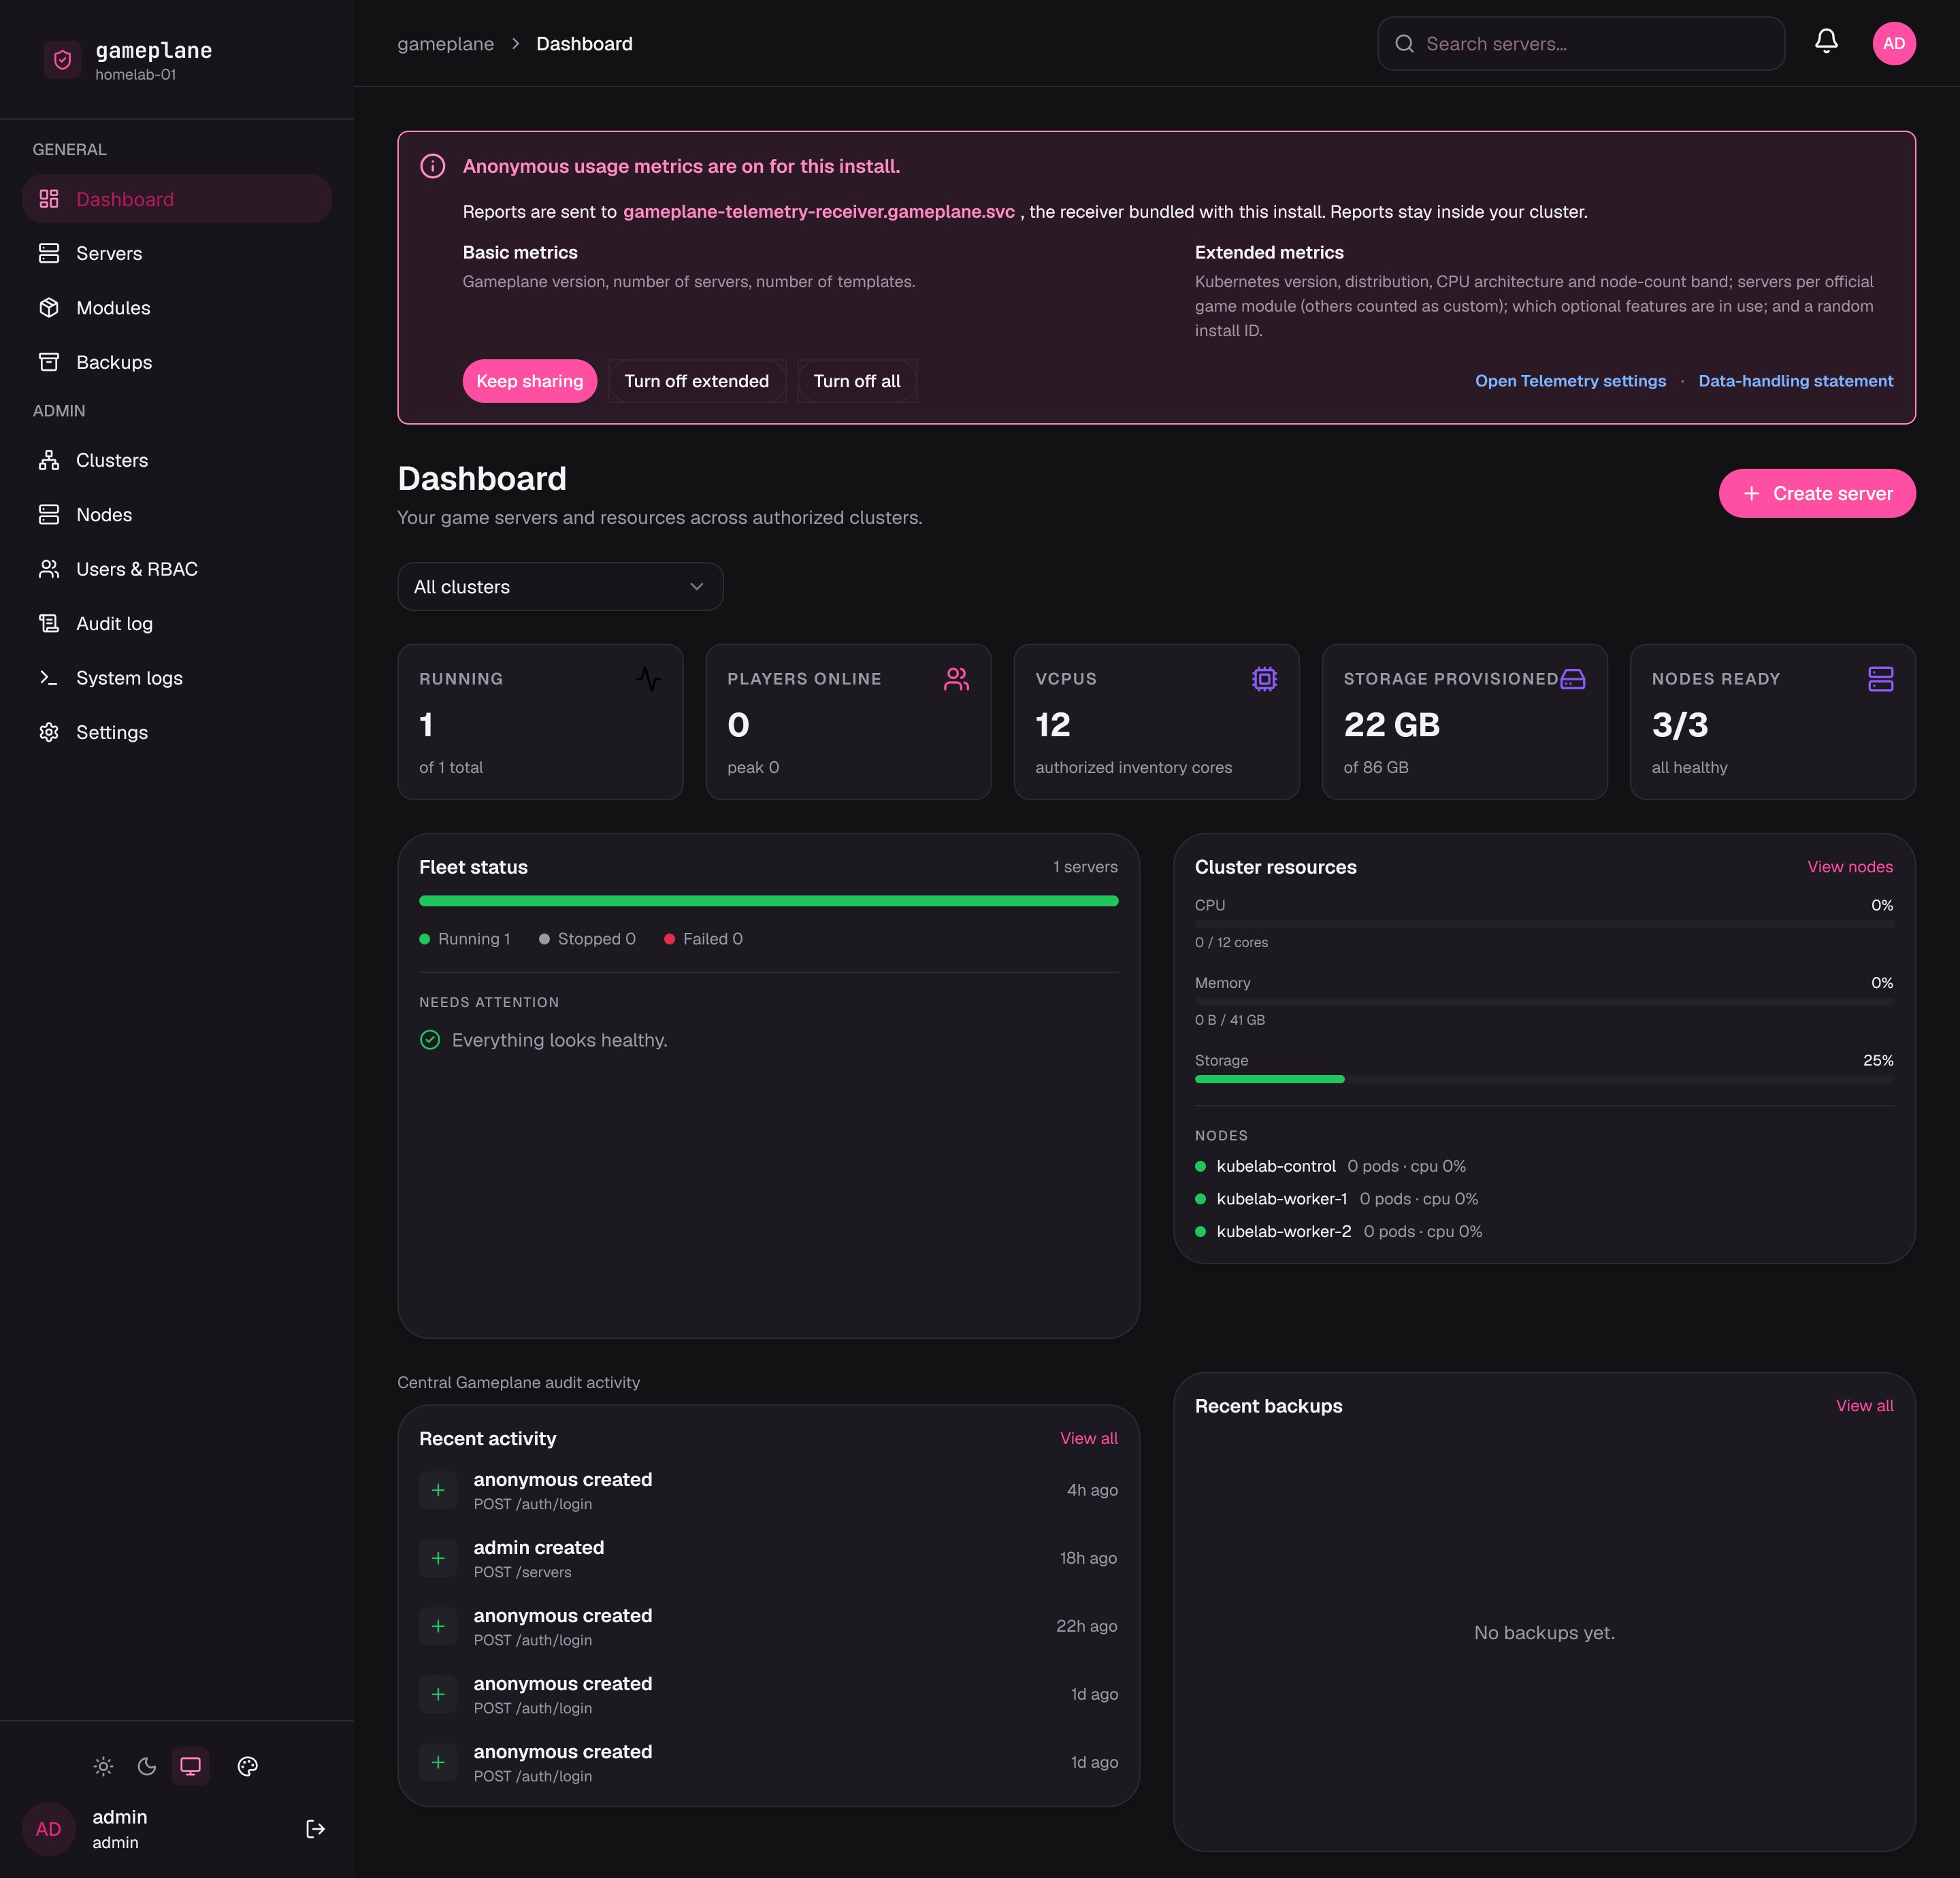 gameplane
homelab-01
GENERAL
Dashboard
Servers
Modules
Backups
ADMIN
Clusters
Nodes
Users & RBAC
Audit log
System logs
Settings
AD
admin
admin
gameplane > Dashboard
Search servers...
AD
Anonymous usage metrics are on for this install.
Reports are sent to gameplane-telemetry-receiver.gameplane.svc , the receiver bundled with this install. Reports stay inside your cluster.
Basic metrics
Gameplane version, number of servers, number of templates.
Extended metrics
Kubernetes version, distribution, CPU architecture and node-count band; servers per official
game module (others counted as custom); which optional features are in use; and a random
install ID.
Keep sharing
Turn off extended
Turn off all
Open Telemetry settings · Data-handling statement
Dashboard
Your game servers and resources across authorized clusters.
Create server
All clusters
RUNNING
1
of 1 total
PLAYERS ONLINE
0
peak 0
VCPUS
12
authorized inventory cores
STORAGE PROVISIONED
22 GB
of 86 GB
NODES READY
3/3
all healthy
Fleet status
1 servers
Running 1
Stopped 0
Failed 0
NEEDS ATTENTION
Everything looks healthy.
Cluster resources
View nodes
CPU
0%
0 / 12 cores
Memory
0%
0 B / 41 GB
Storage
25%
NODES
kubelab-control 0 pods · cpu 0%
kubelab-worker-1 0 pods · cpu 0%
kubelab-worker-2 0 pods · cpu 0%
Central Gameplane audit activity
Recent activity
View all
anonymous created
POST /auth/login
4h ago
admin created
POST /servers
18h ago
anonymous created
POST /auth/login
22h ago
anonymous created
POST /auth/login
1d ago
anonymous created
POST /auth/login
1d ago
Recent backups
View all
No backups yet.